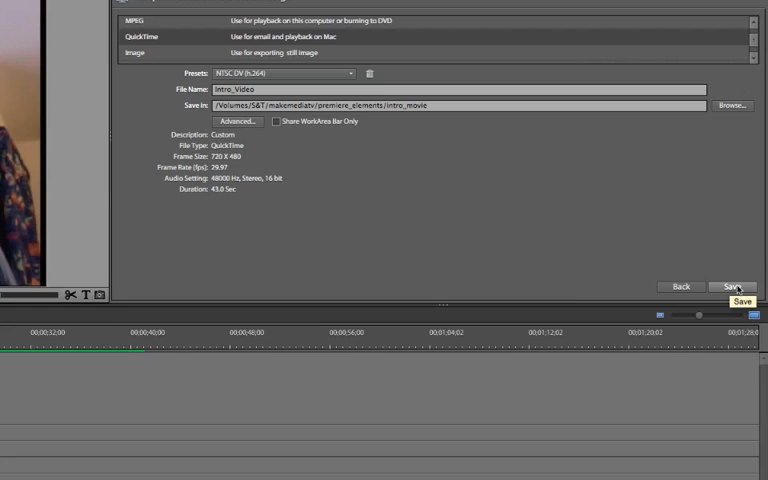 MPEG Use for playback on this computer or burning to DVD
QuickTime Use for email and playback on Mac
Image Use for exporting still image
Presets: NTSC DV (h.264)
File Name: Intro_Video
Save in: /Volumes/S&T/makemediatv/premiere_elements/intro_movie Browse...
Advanced... Share WorkArea Bar Only
Description: Custom
File Type: QuickTime
Frame Size: 720 X 480
Frame Rate (fps): 29.97
Audio Setting: 48000 Hz, Stereo, 16 bit
Duration: 43.0 Sec
Back Save
Save
T
00;00;32;00 00;00;40;00 00;00;48;00 00;00;56;00 00;01;04;02 00;01;12;02 00;01;20;02 00;01;28;0